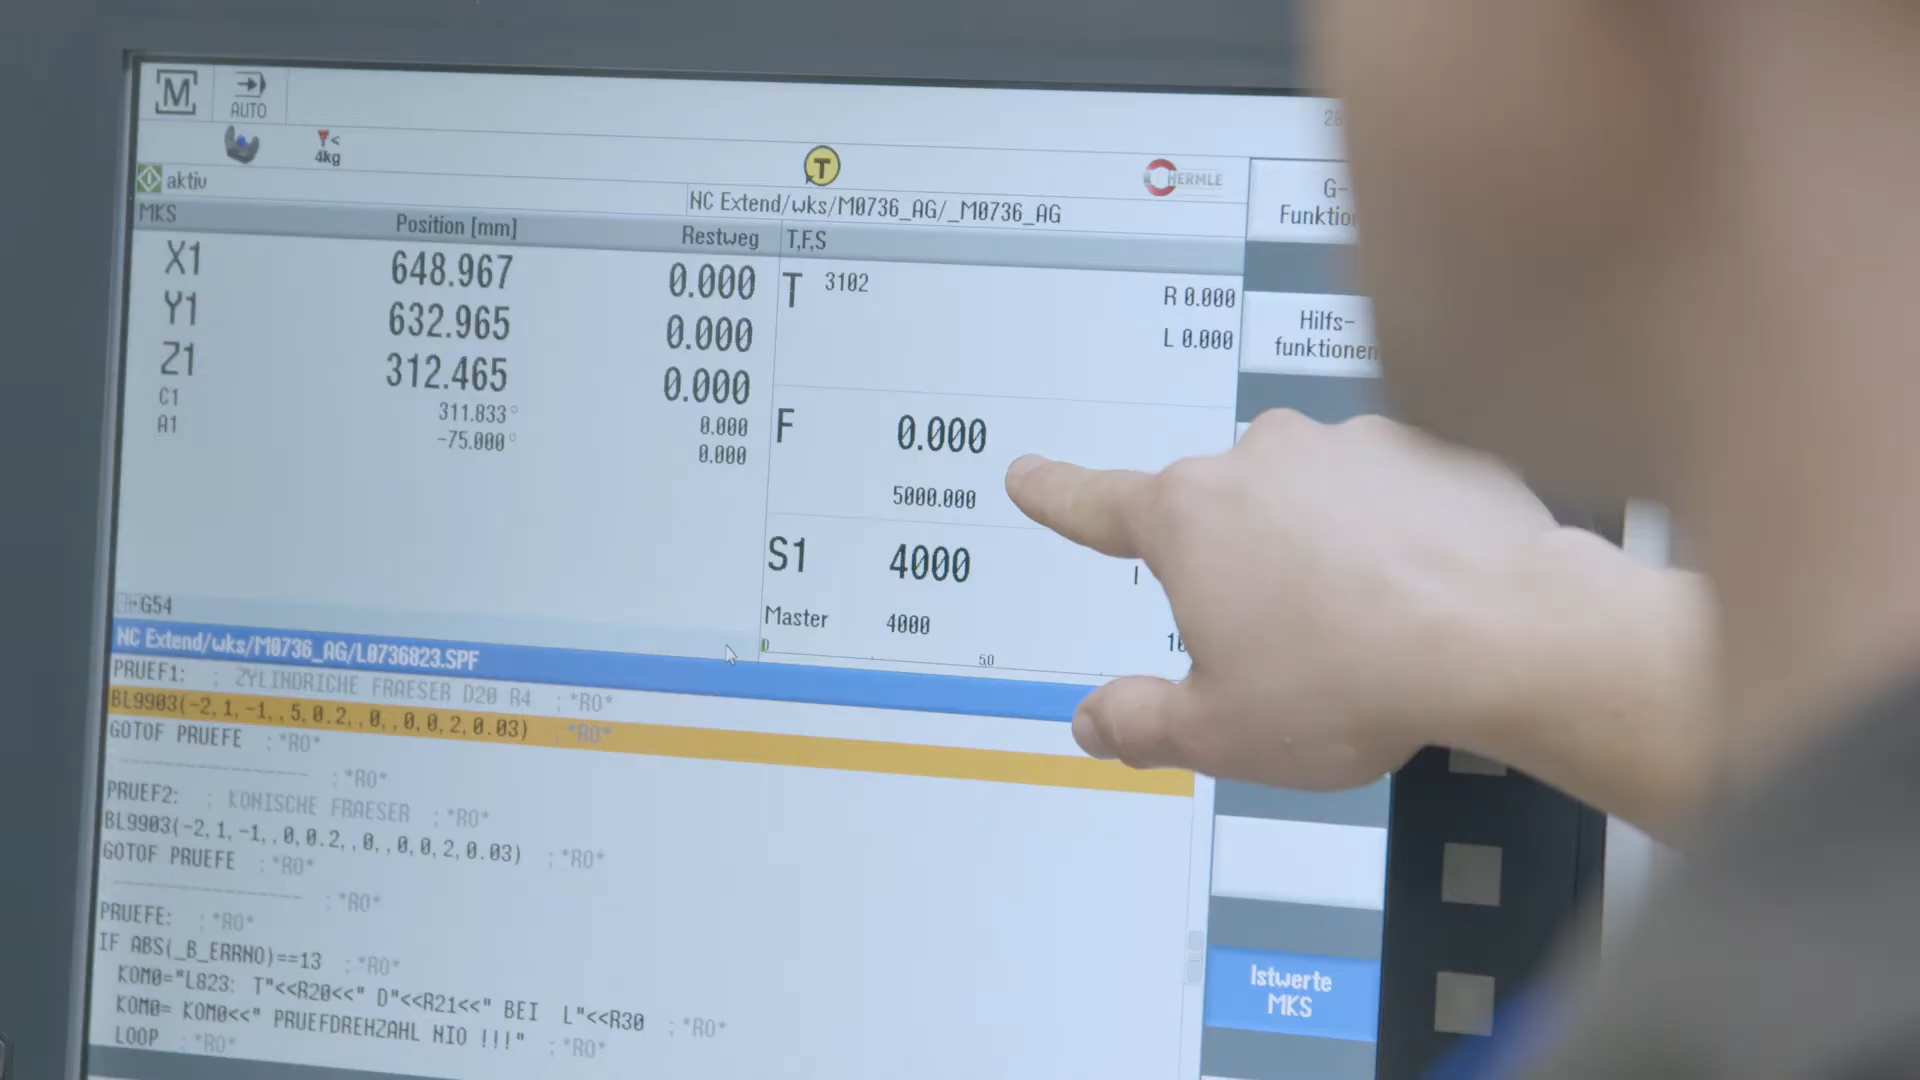 M
AUTO
28
< 4kg
T
HERMLE
aktiv
NC Extend/wks/M0736_AG/_M0736_AG
MKS Position [mm] Restweg
X1 648.967 0.000
Y1 632.965 0.000
Z1 312.465 0.000
C1 311.833° 0.000
A1 -75.000° 0.000
G54
T,F,S
T 3102 R 0.000
L 0.000
F 0.000
5000.000
S1 4000 I
Master 4000 10
0 50
G-
Funktio
Hilfs-
funktionen
Istwerte
MKS
NC Extend/wks/M0736_AG/L0736823.SPF
PRUEF1: ; ZYLINDRICHE FRAESER D20 R4 ;*RO*
BL9903(-2,1,-1,,5,0.2,,0,,0,0,2,0.03) ;*RO*
GOTOF PRUEFE ;*RO*
;------------------ ;*RO*
PRUEF2: ; KONISCHE FRAESER ;*RO*
BL9903(-2,1,-1,,0,0.2,,0,,0,0,2,0.03) ;*RO*
GOTOF PRUEFE ;*RO*
;------------------ ;*RO*
PRUEFE: ;*RO*
IF ABS(_B_ERRNO)==13 ;*RO*
KOM0="L823: T"<<R20<<" D"<<R21<<" BEI L"<<R30 ;*RO*
KOM0= KOM0<<" PRUEFDREHZAHL NIO !!!" ;*RO*
LOOP ;*RO*